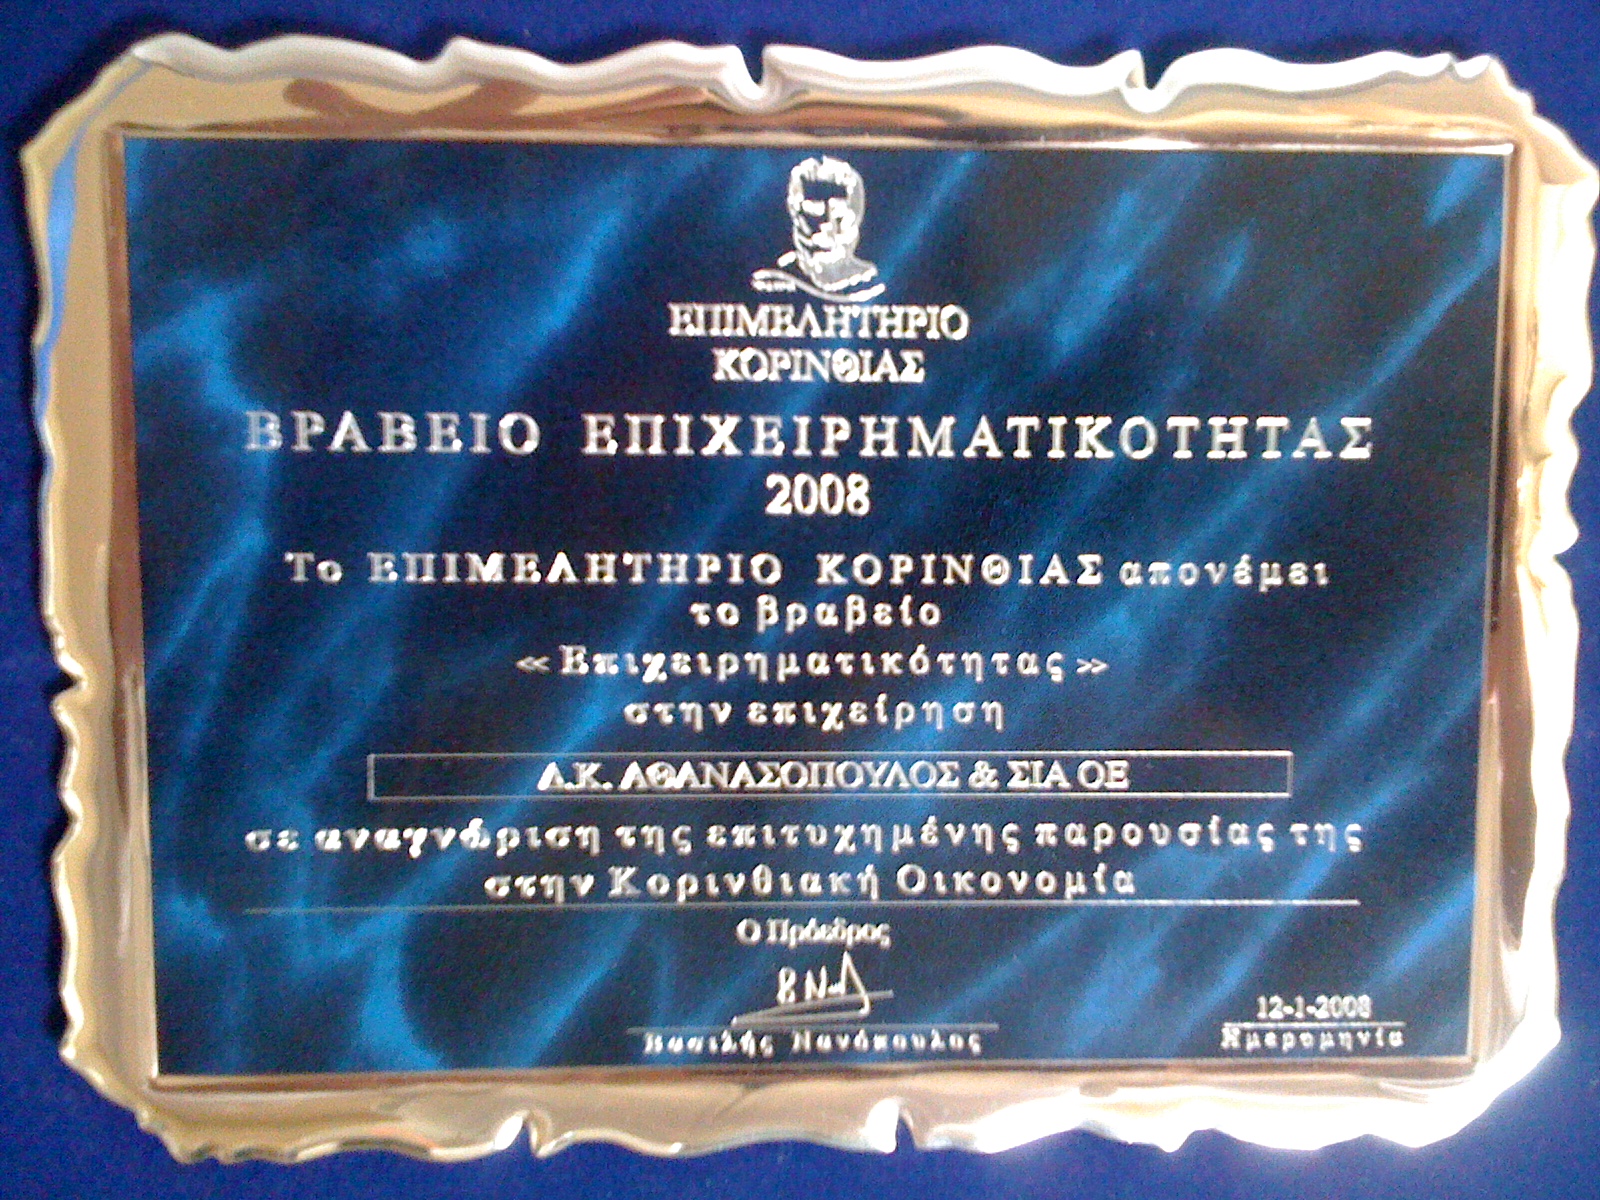 ΕΠΙΜΕΛΗΤΗΡΙΟ
ΚΟΡΙΝΘΙΑΣ
ΒΡΑΒΕΙΟ ΕΠΙΧΕΙΡΗΜΑΤΙΚΟΤΗΤΑΣ
2008
Το ΕΠΙΜΕΛΗΤΗΡΙΟ ΚΟΡΙΝΘΙΑΣ απονέμει
το βραβείο
« Επιχειρηματικότητας »
στην επιχείρηση
Δ.Κ. ΑΘΑΝΑΣΟΠΟΥΛΟΣ & ΣΙΑ ΟΕ
σε αναγνώριση της επιτυχημένης παρουσίας της
στην Κορινθιακή Οικονομία
Ο Πρόεδρος
Βασιλής Νανόπουλος
12-1-2008
Ημερομηνία